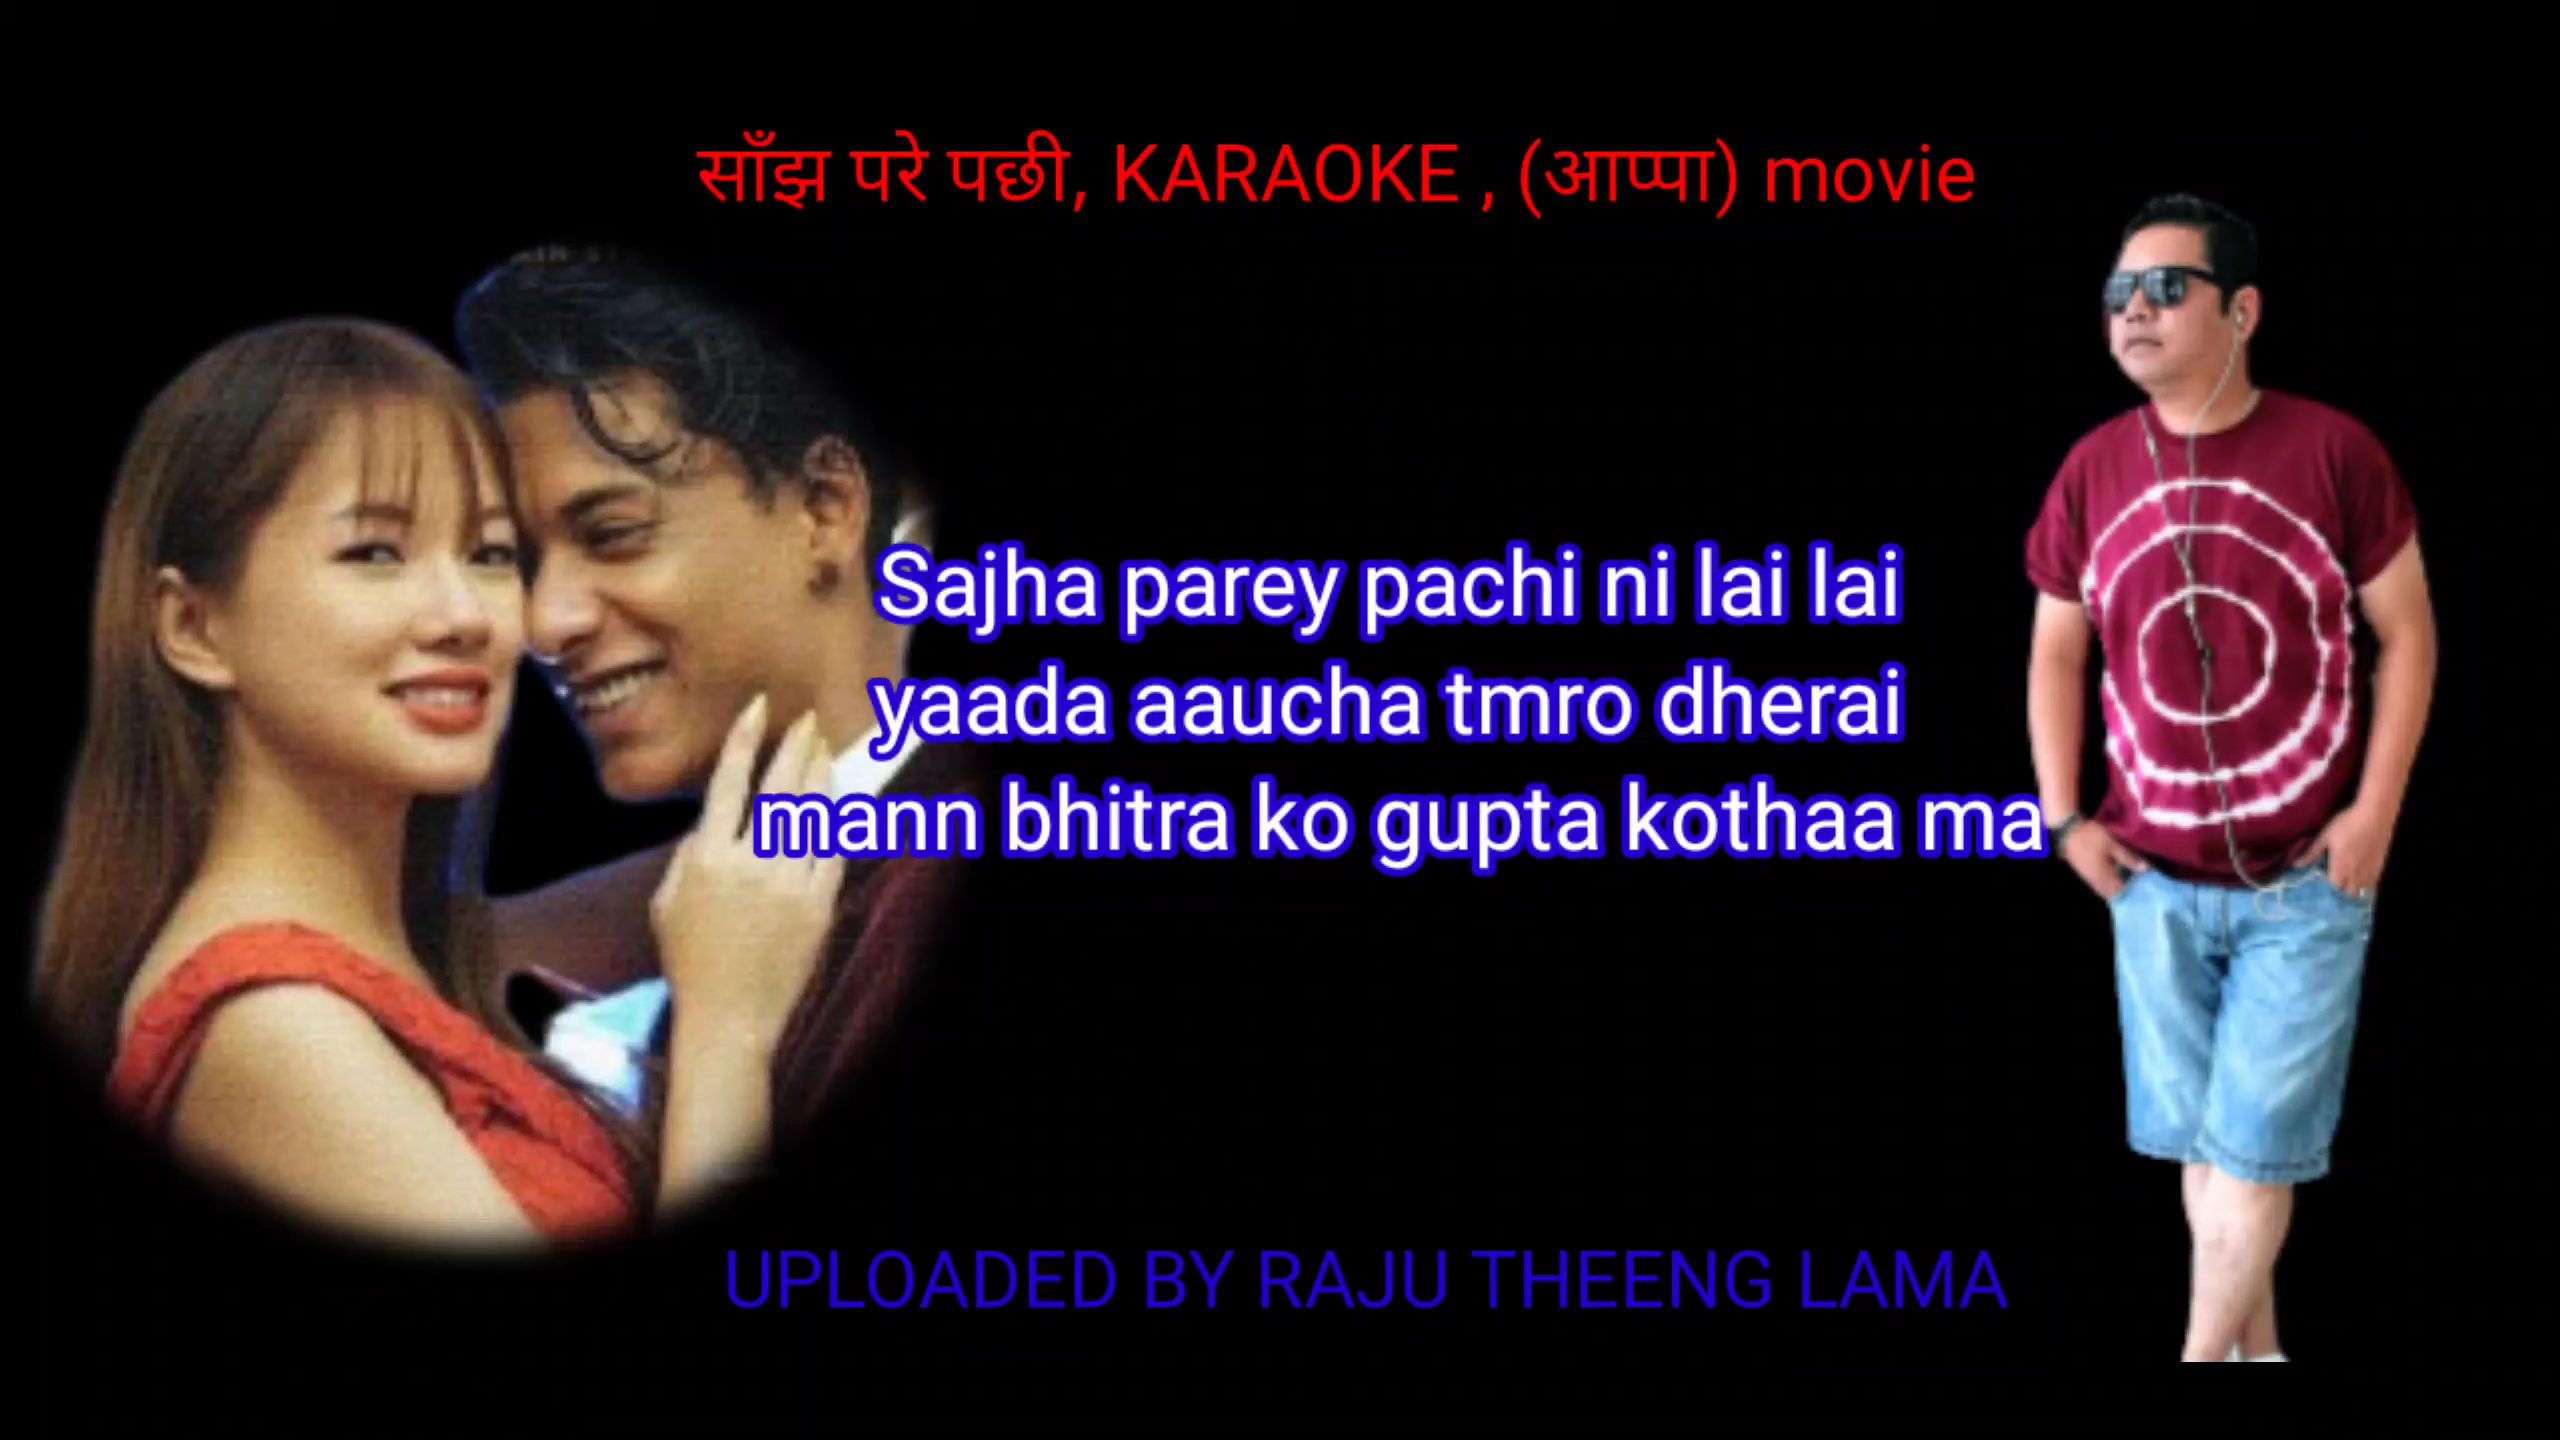 साँझ परे पछी, KARAOKE , (आप्पा) movie
Sajha parey pachi ni lai lai
yaada aaucha tmro dherai
mann bhitra ko gupta kothaa ma
UPLOADED BY RAJU THEENG LAMA